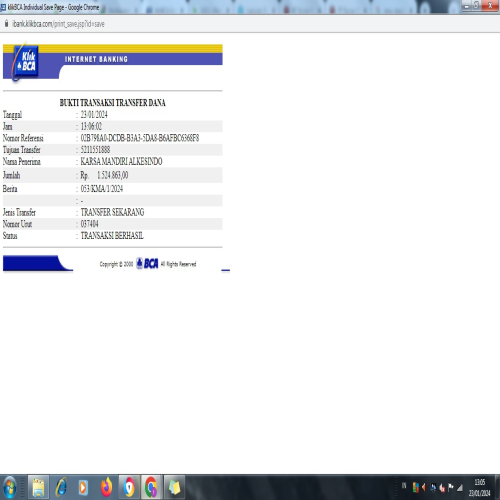 klikBCA Individual Save Page - Google Chrome
ibank.klikbca.com/print_save.jsp?id=save
Klik BCA
INTERNET BANKING
BUKTI TRANSAKSI TRANSFER DANA
Tanggal : 23/01/2024
Jam : 13:06:02
Nomor Referensi : 02B798A0-DCDB-B3A3-5DA8-B6AFBC6368F8
Tujuan Transfer : 5211551888
Nama Penerima : KARSA MANDIRI ALKESINDO
Jumlah : Rp. 1.524.863,00
Berita : 053/KMA/1/2024
: -
Jenis Transfer : TRANSFER SEKARANG
Nomor Urut : 037404
Status : TRANSAKSI BERHASIL
Copyright © 2000 BCA All Rights Reserved
IN
13:05
23/01/2024